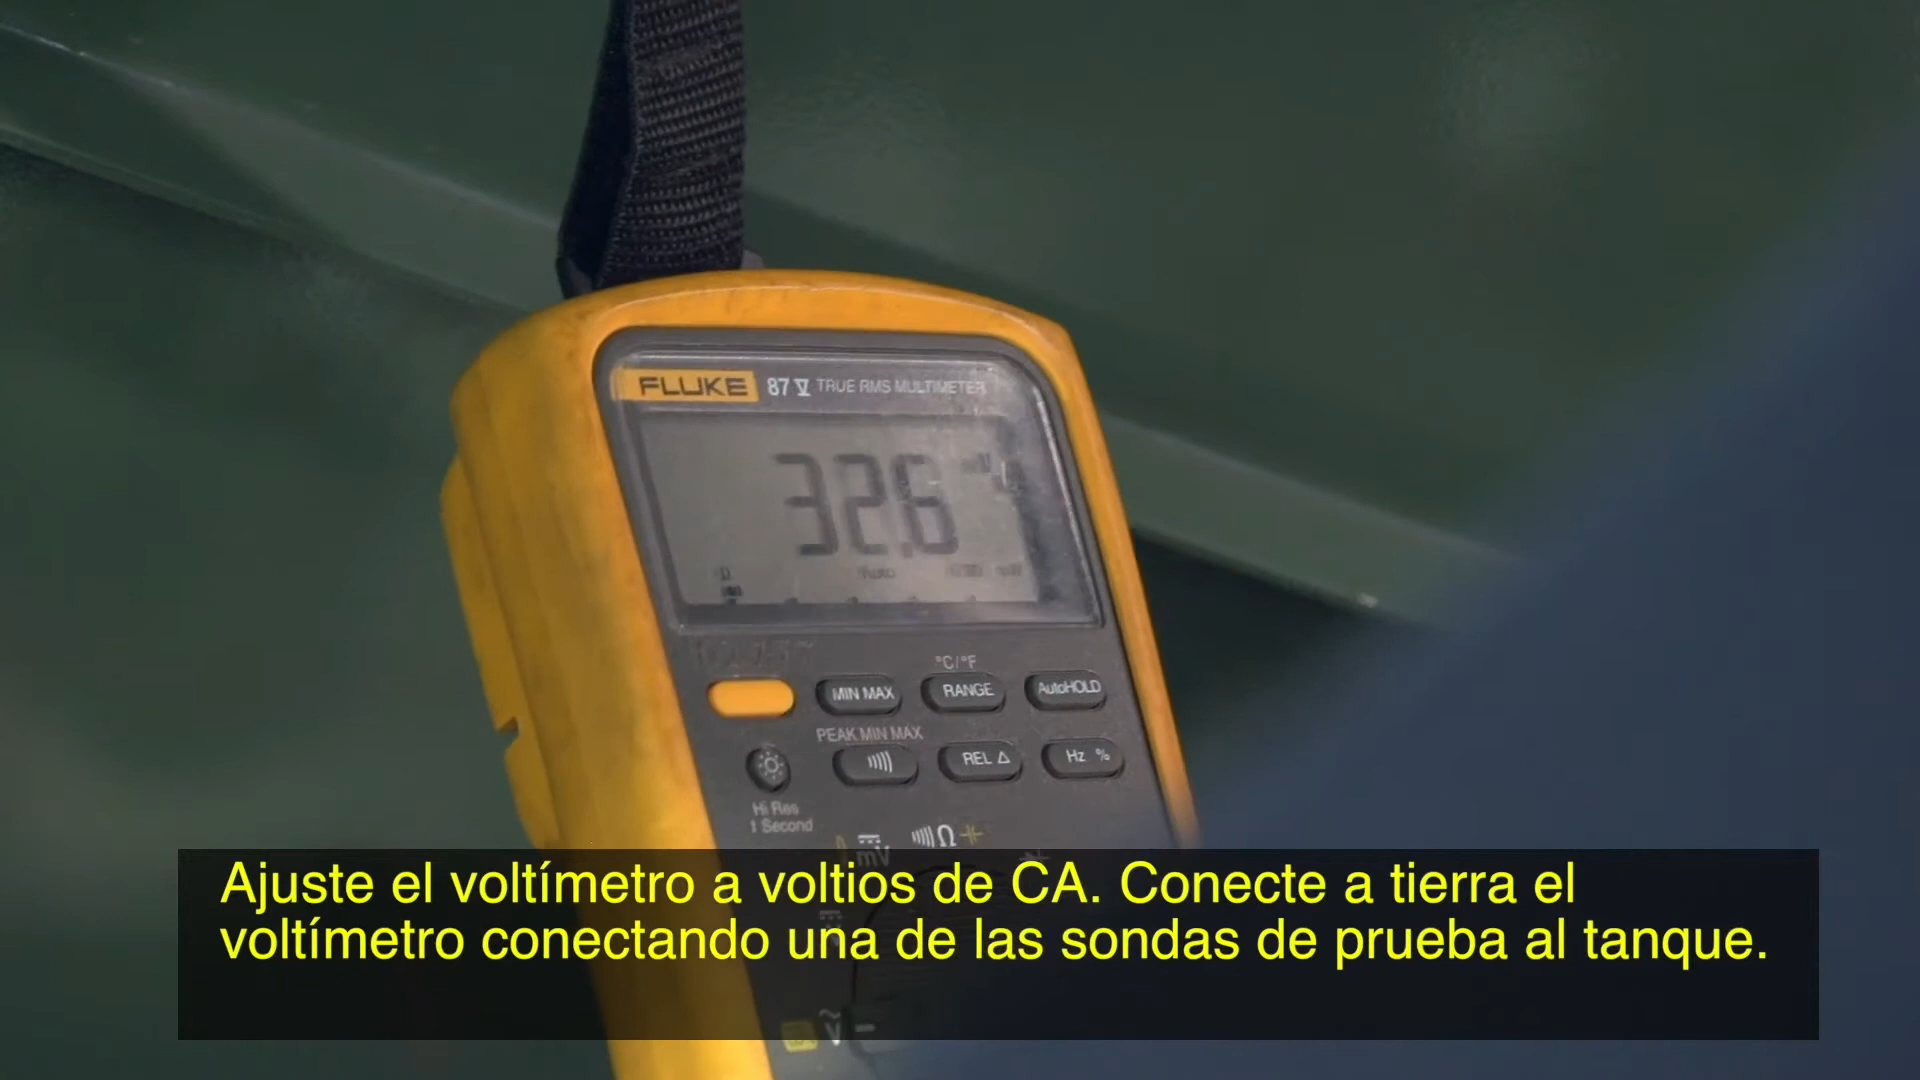 FLUKE 87 V TRUE RMS MULTIMETER
32.6
Auto
°C/°F
MIN MAX RANGE AutoHOLD
PEAK MIN MAX
REL Δ Hz %
Hi Res
1 Second
mV Ω
Ajuste el voltímetro a voltios de CA. Conecte a tierra el
voltímetro conectando una de las sondas de prueba al tanque.
V